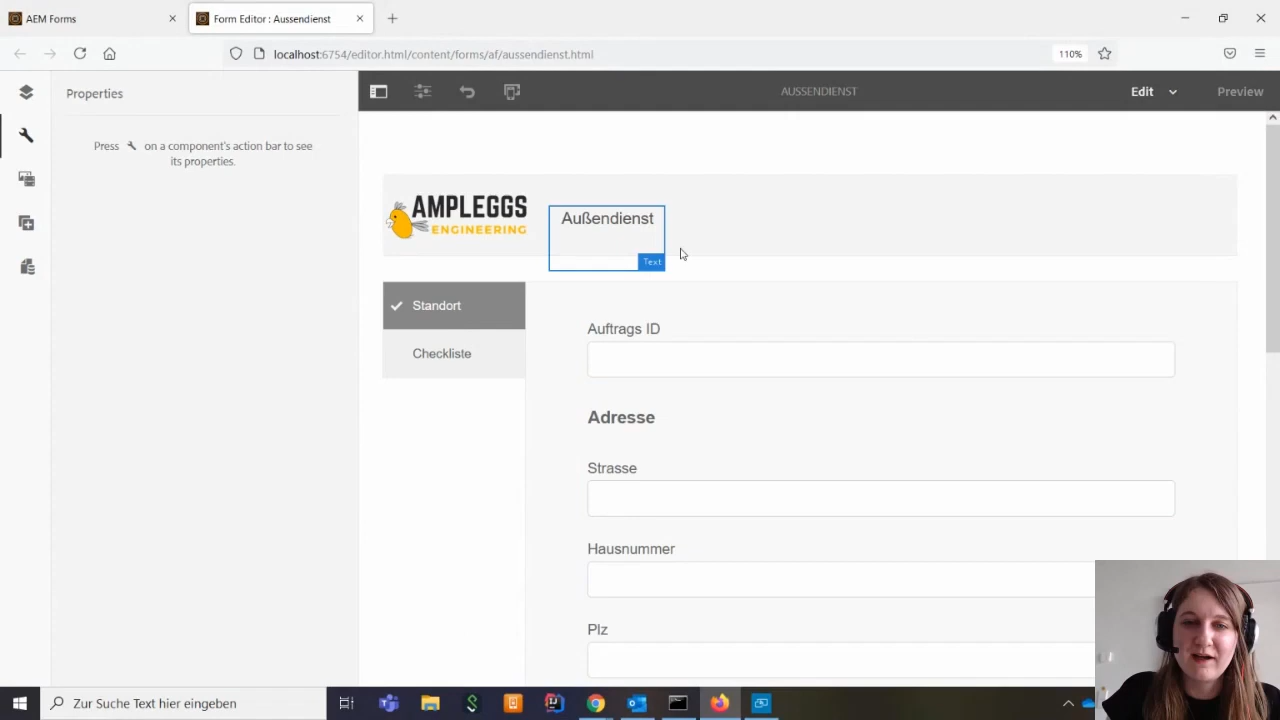 AEM Forms
Form Editor : Aussendienst
localhost:6754/editor.html/content/forms/af/aussendienst.html
110%
Properties
AUSSENDIENST
Edit
Preview
Press on a component's action bar to see
its properties.
AMPLEGGS
ENGINEERING
Außendienst
Text
Standort
Checkliste
Auftrags ID
Adresse
Strasse
Hausnummer
Plz
Zur Suche Text hier eingeben